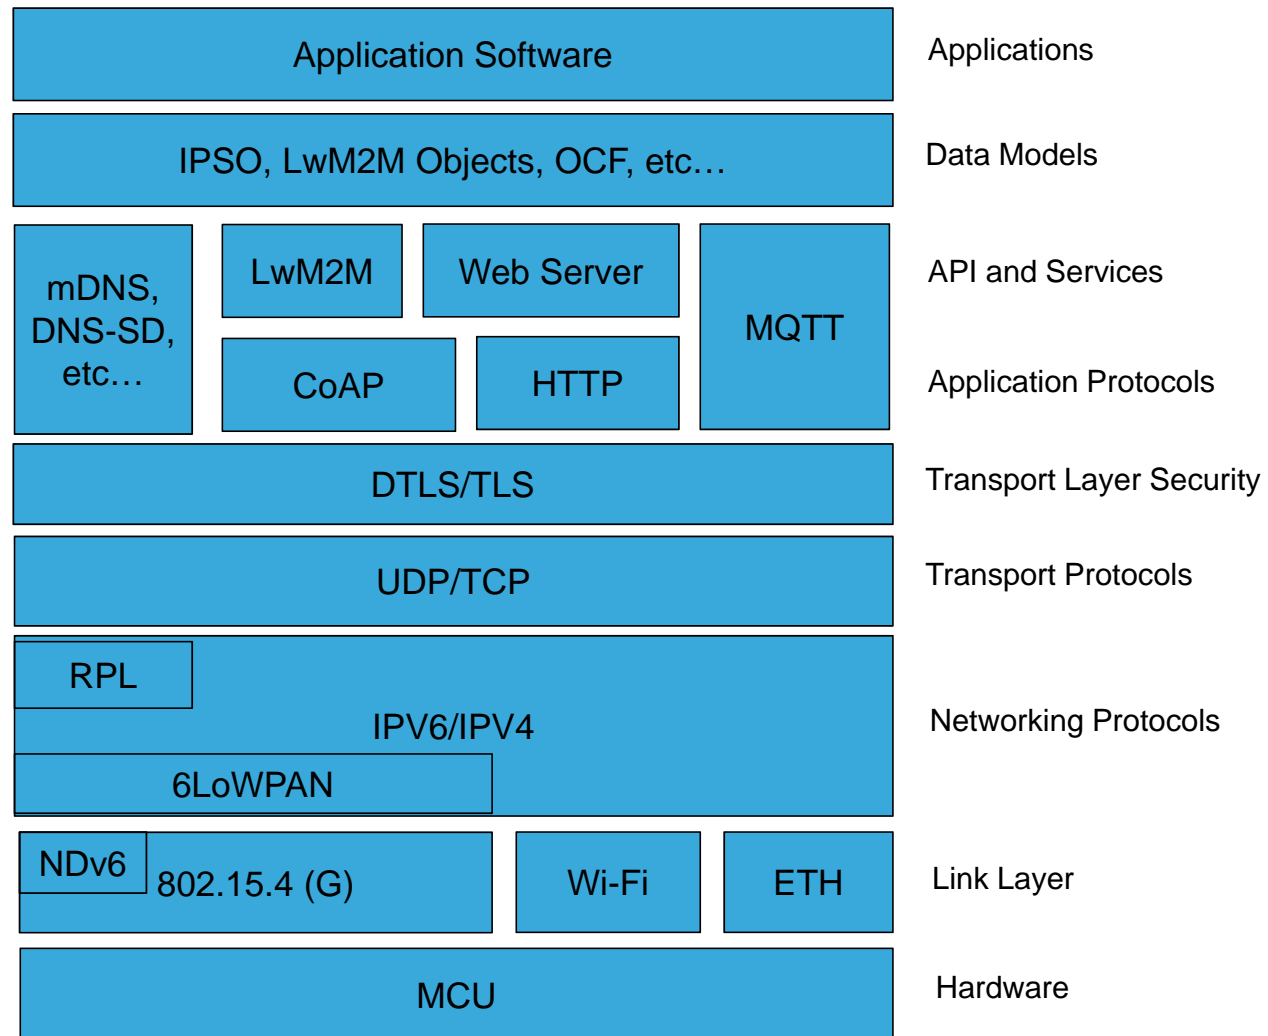 Application Software
Applications
IPSO, LwM2M Objects, OCF, etc…
Data Models
mDNS,
DNS-SD,
etc…
LwM2M
Web Server
MQTT
API and Services
CoAP
HTTP
Application Protocols
DTLS/TLS
Transport Layer Security
UDP/TCP
Transport Protocols
RPL
IPV6/IPV4
6LoWPAN
Networking Protocols
NDv6
802.15.4 (G)
Wi-Fi
ETH
Link Layer
MCU
Hardware